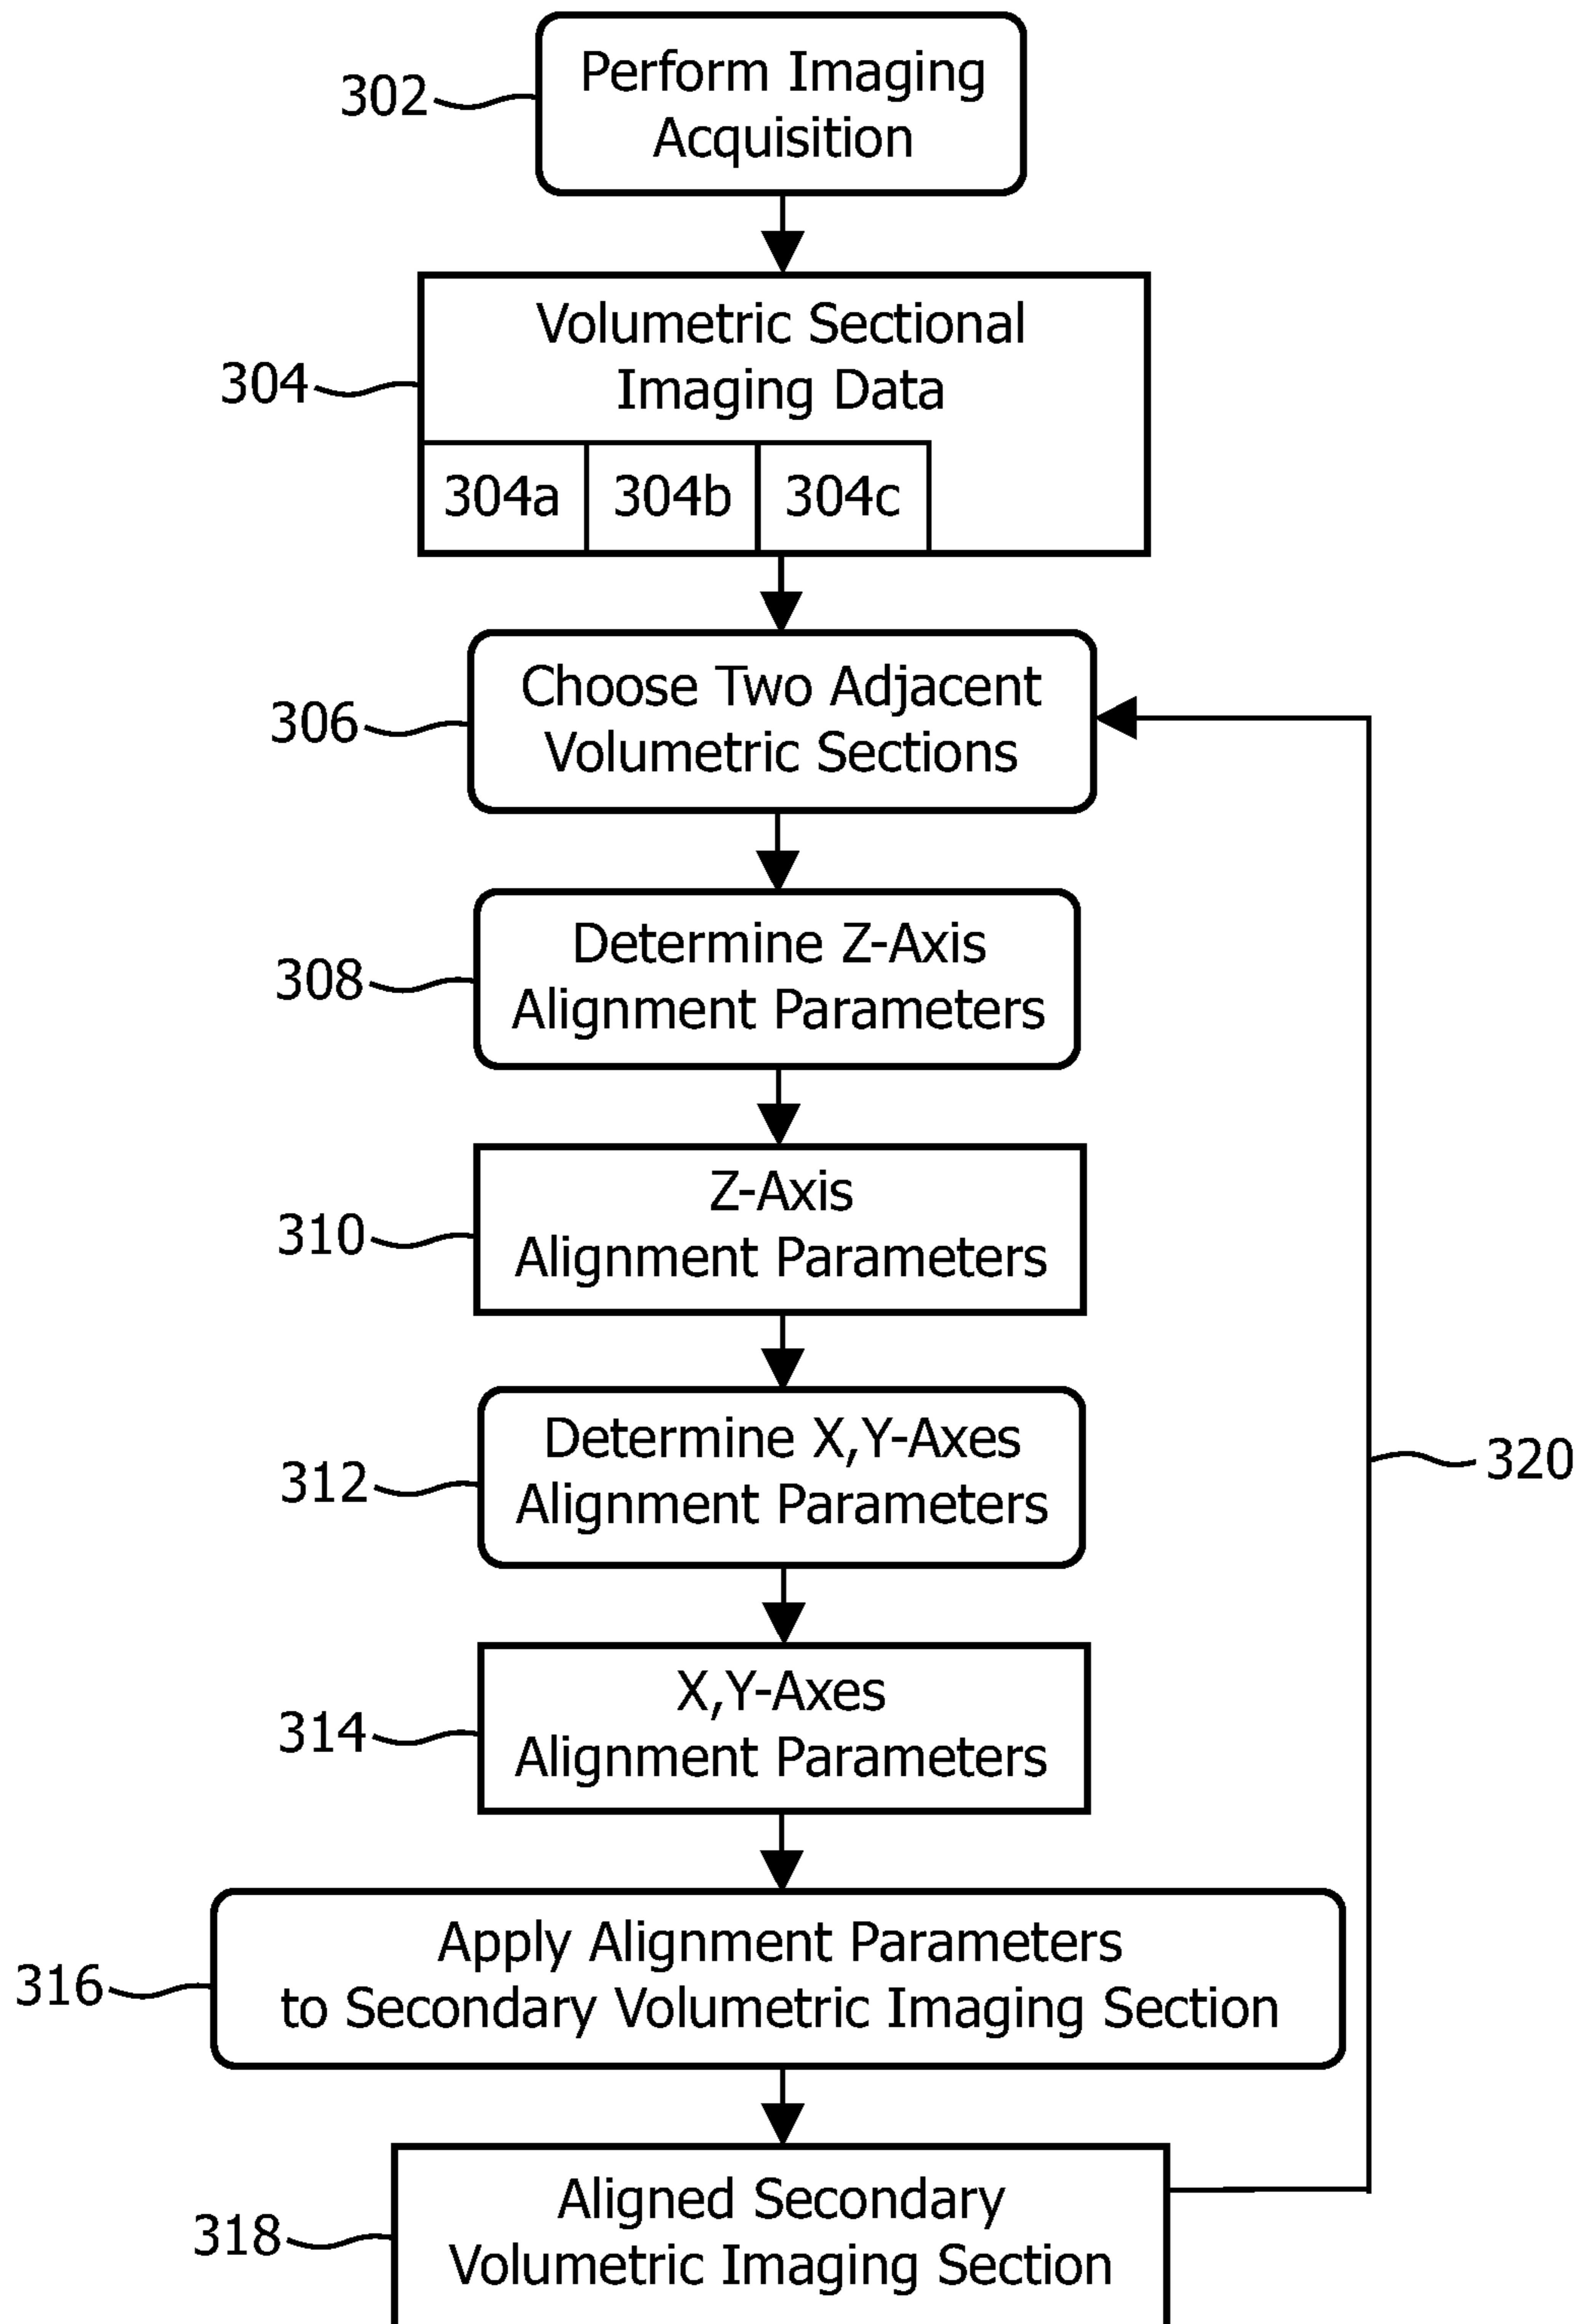 302
Perform Imaging
Acquisition
304
Volumetric Sectional
Imaging Data
304a 304b 304c
306
Choose Two Adjacent
Volumetric Sections
308
Determine Z-Axis
Alignment Parameters
310
Z-Axis
Alignment Parameters
312
Determine X,Y-Axes
Alignment Parameters
320
314
X,Y-Axes
Alignment Parameters
316
Apply Alignment Parameters
to Secondary Volumetric Imaging Section
318
Aligned Secondary
Volumetric Imaging Section